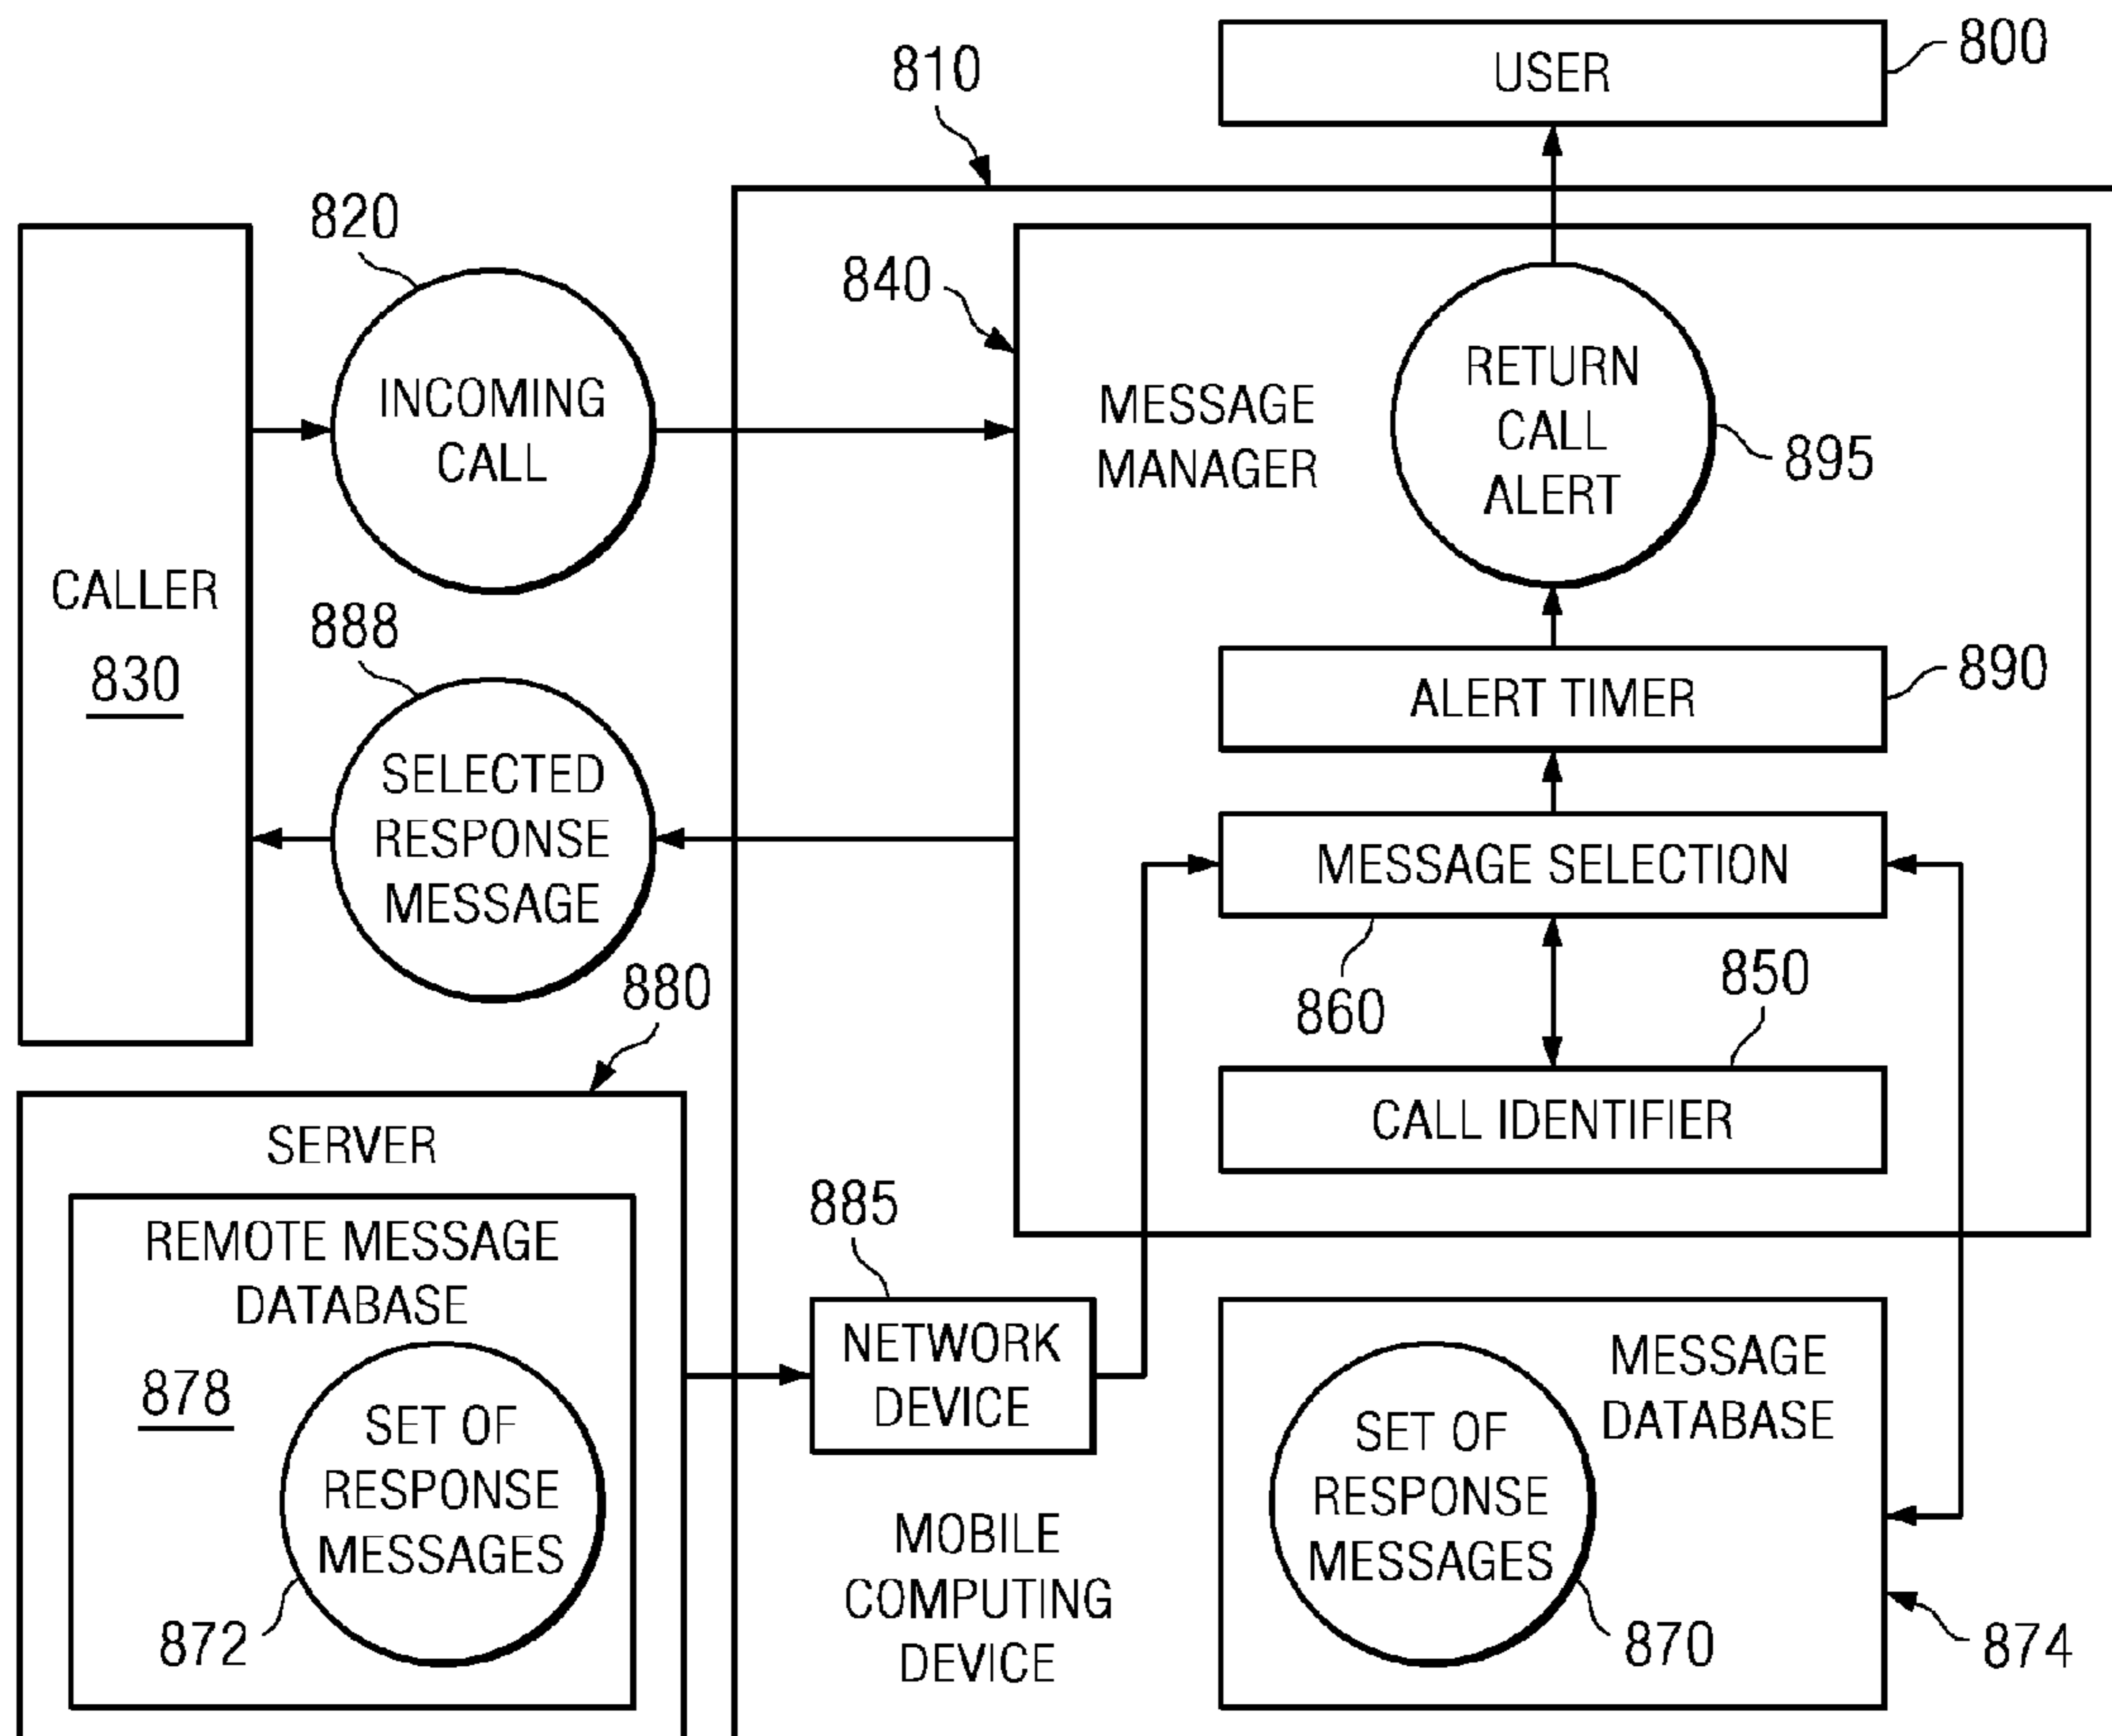 800
USER
810
820
840
INCOMING
CALL
MESSAGE
MANAGER
RETURN
CALL
ALERT
895
CALLER
830
888
890
ALERT TIMER
SELECTED
RESPONSE
MESSAGE
MESSAGE SELECTION
880
860
850
CALL IDENTIFIER
SERVER
REMOTE MESSAGE
DATABASE
878
SET OF
RESPONSE
MESSAGES
872
885
NETWORK
DEVICE
MOBILE
COMPUTING
DEVICE
MESSAGE
DATABASE
SET OF
RESPONSE
MESSAGES
870
874